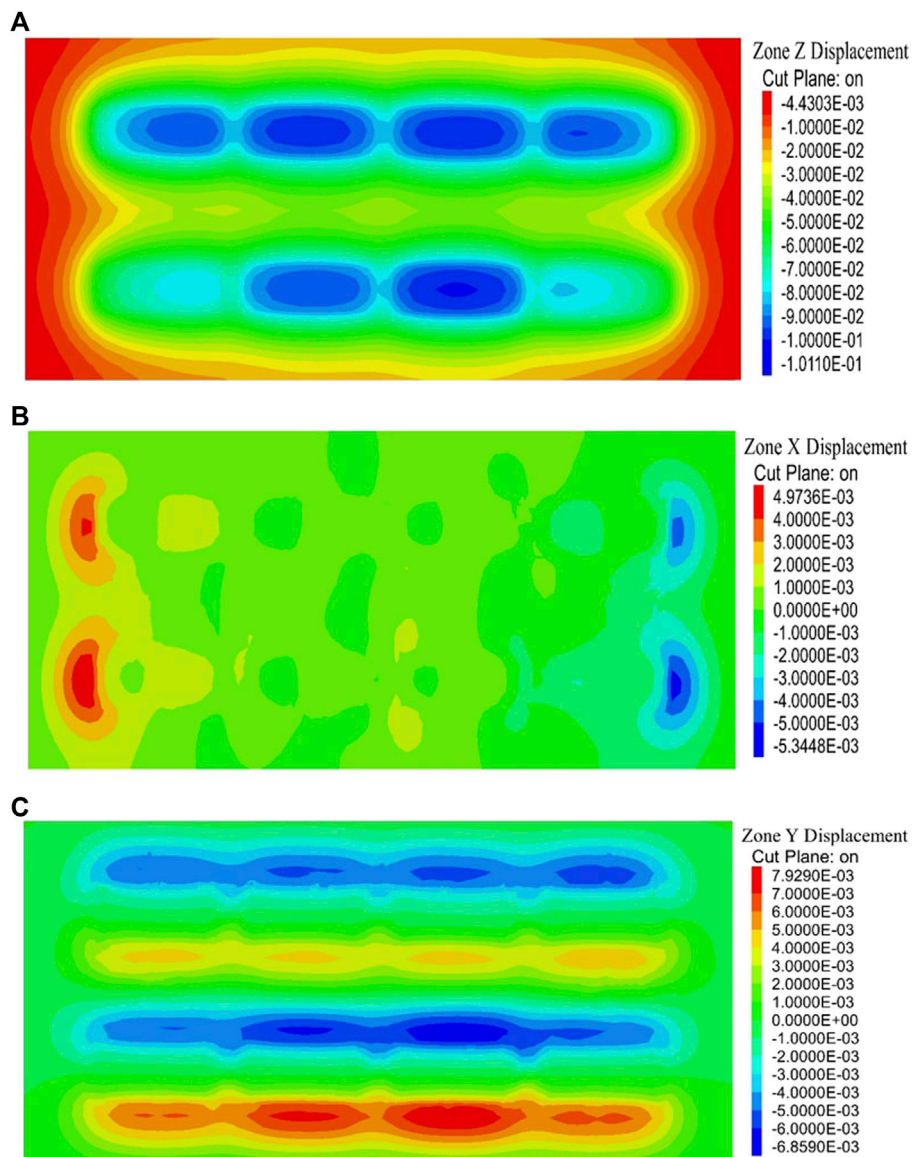 A
Zone Z Displacement
Cut Plane: on
-4.4303E-03
-1.0000E-02
-2.0000E-02
-3.0000E-02
-4.0000E-02
-5.0000E-02
-6.0000E-02
-7.0000E-02
-8.0000E-02
-9.0000E-02
-1.0000E-01
-1.0110E-01
B
Zone X Displacement
Cut Plane: on
4.9736E-03
4.0000E-03
3.0000E-03
2.0000E-03
1.0000E-03
0.0000E+00
-1.0000E-03
-2.0000E-03
-3.0000E-03
-4.0000E-03
-5.0000E-03
-5.3448E-03
C
Zone Y Displacement
Cut Plane: on
7.9290E-03
7.0000E-03
6.0000E-03
5.0000E-03
4.0000E-03
3.0000E-03
2.0000E-03
1.0000E-03
0.0000E+00
-1.0000E-03
-2.0000E-03
-3.0000E-03
-4.0000E-03
-5.0000E-03
-6.0000E-03
-6.8590E-03